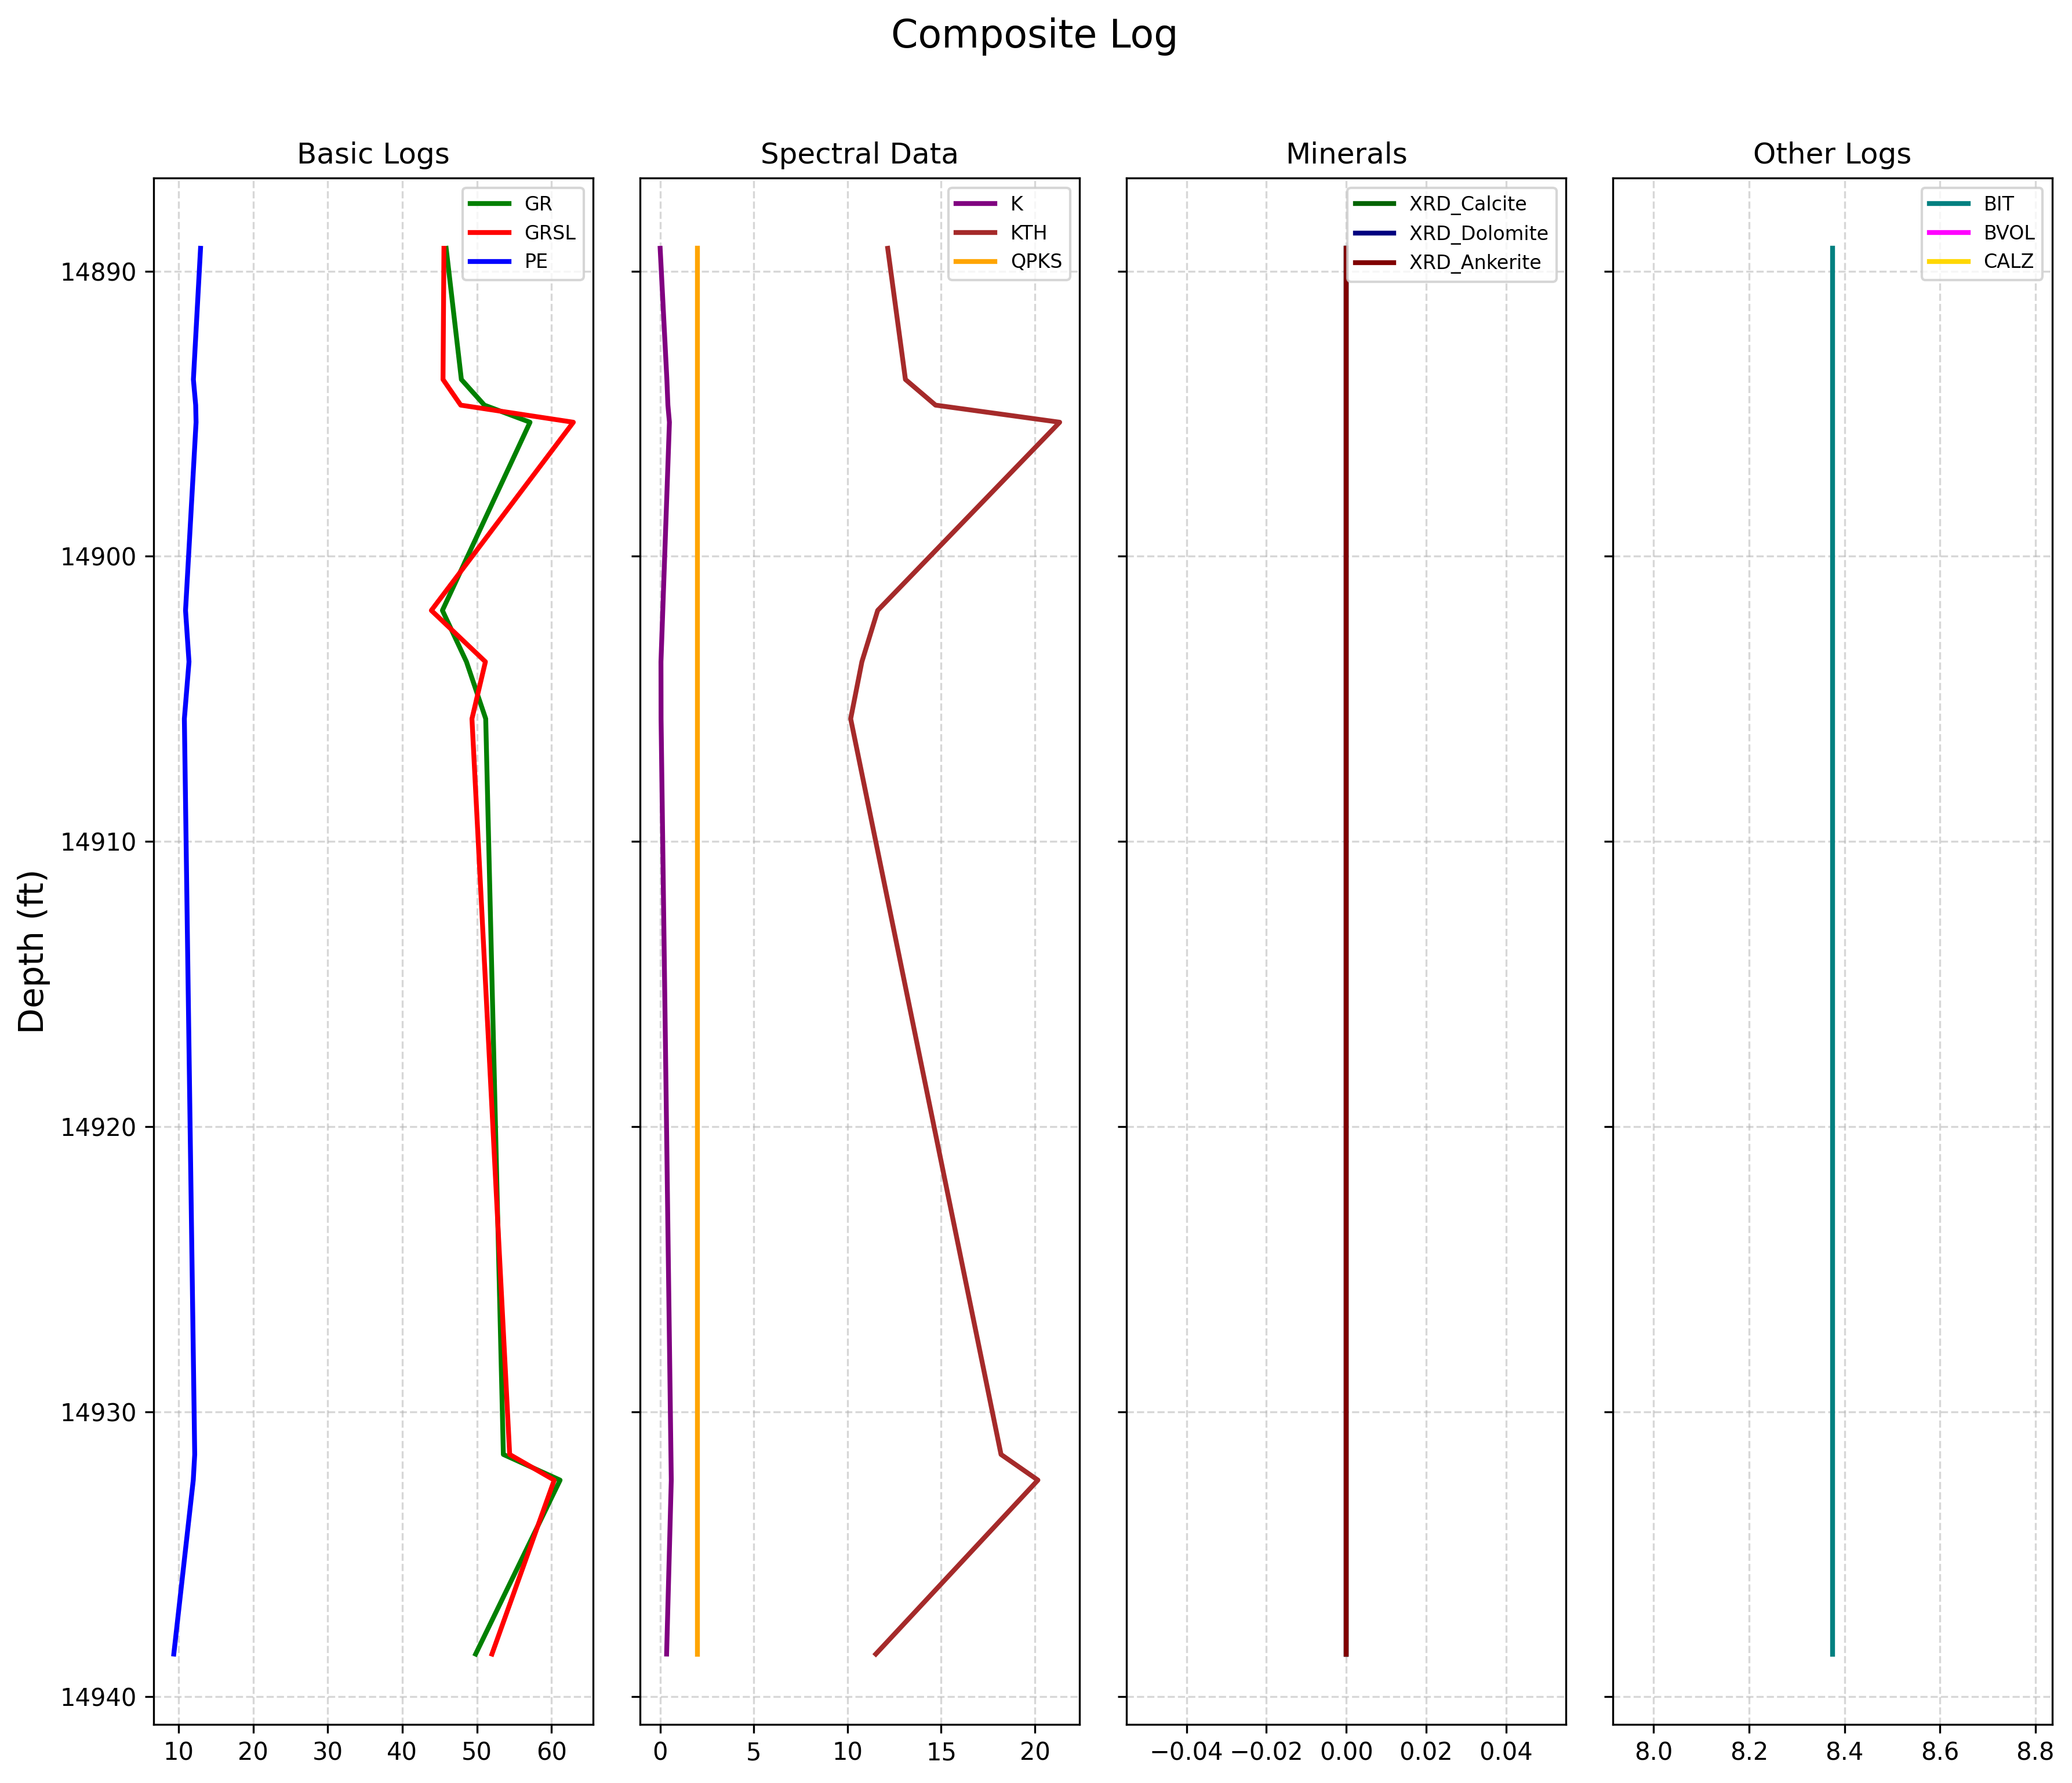 Composite Log
Basic Logs
GR
GRSL
PE
14890
14900
14910
14920
14930
14940
Depth (ft)
10 20 30 40 50 60
Spectral Data
K
KTH
QPKS
0 5 10 15 20
Minerals
XRD_Calcite
XRD_Dolomite
XRD_Ankerite
−0.04 −0.02 0.00 0.02 0.04
Other Logs
BIT
BVOL
CALZ
8.0 8.2 8.4 8.6 8.8